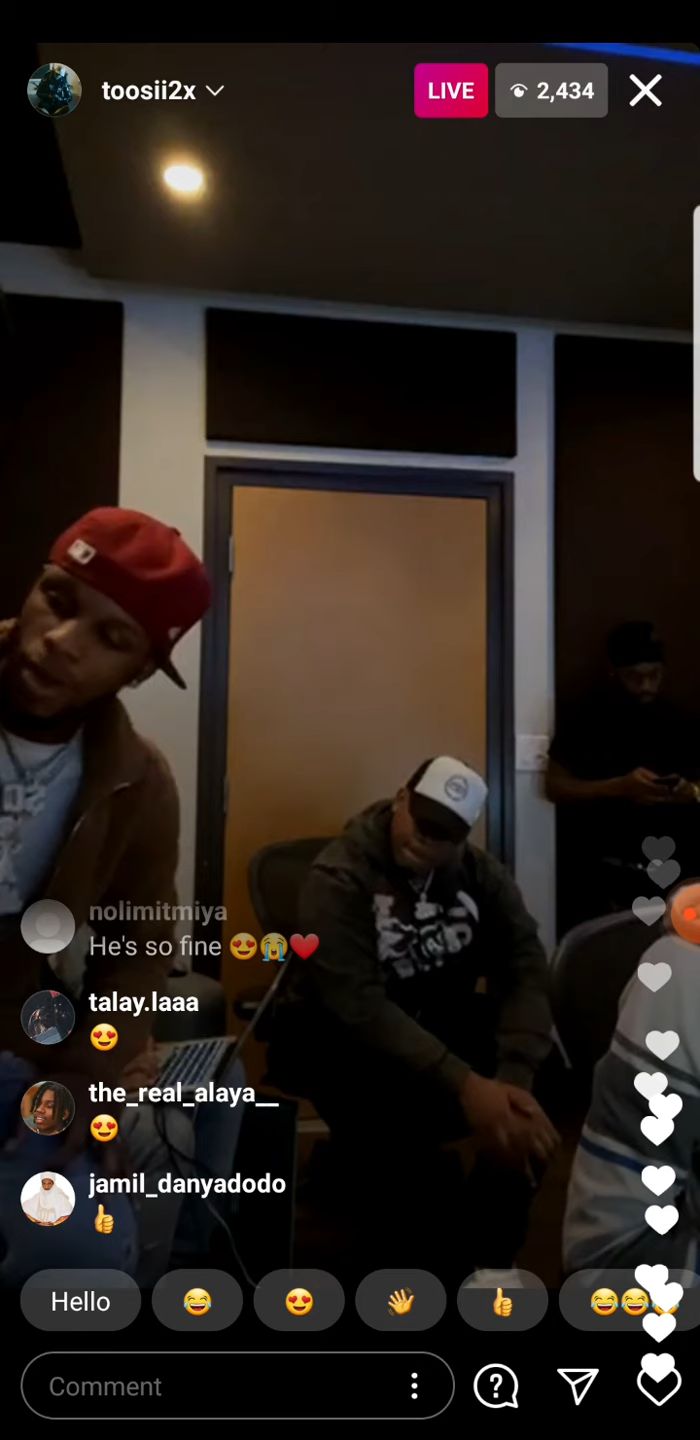 toosii2x
LIVE
2,434
nolimitmiya
He's so fine 😍😭❤️
talay.laaa
😍
the_real_alaya__
😍
jamil_danyadodo
👍
Hello
😂
😍
👋
👍
😂😂
Comment